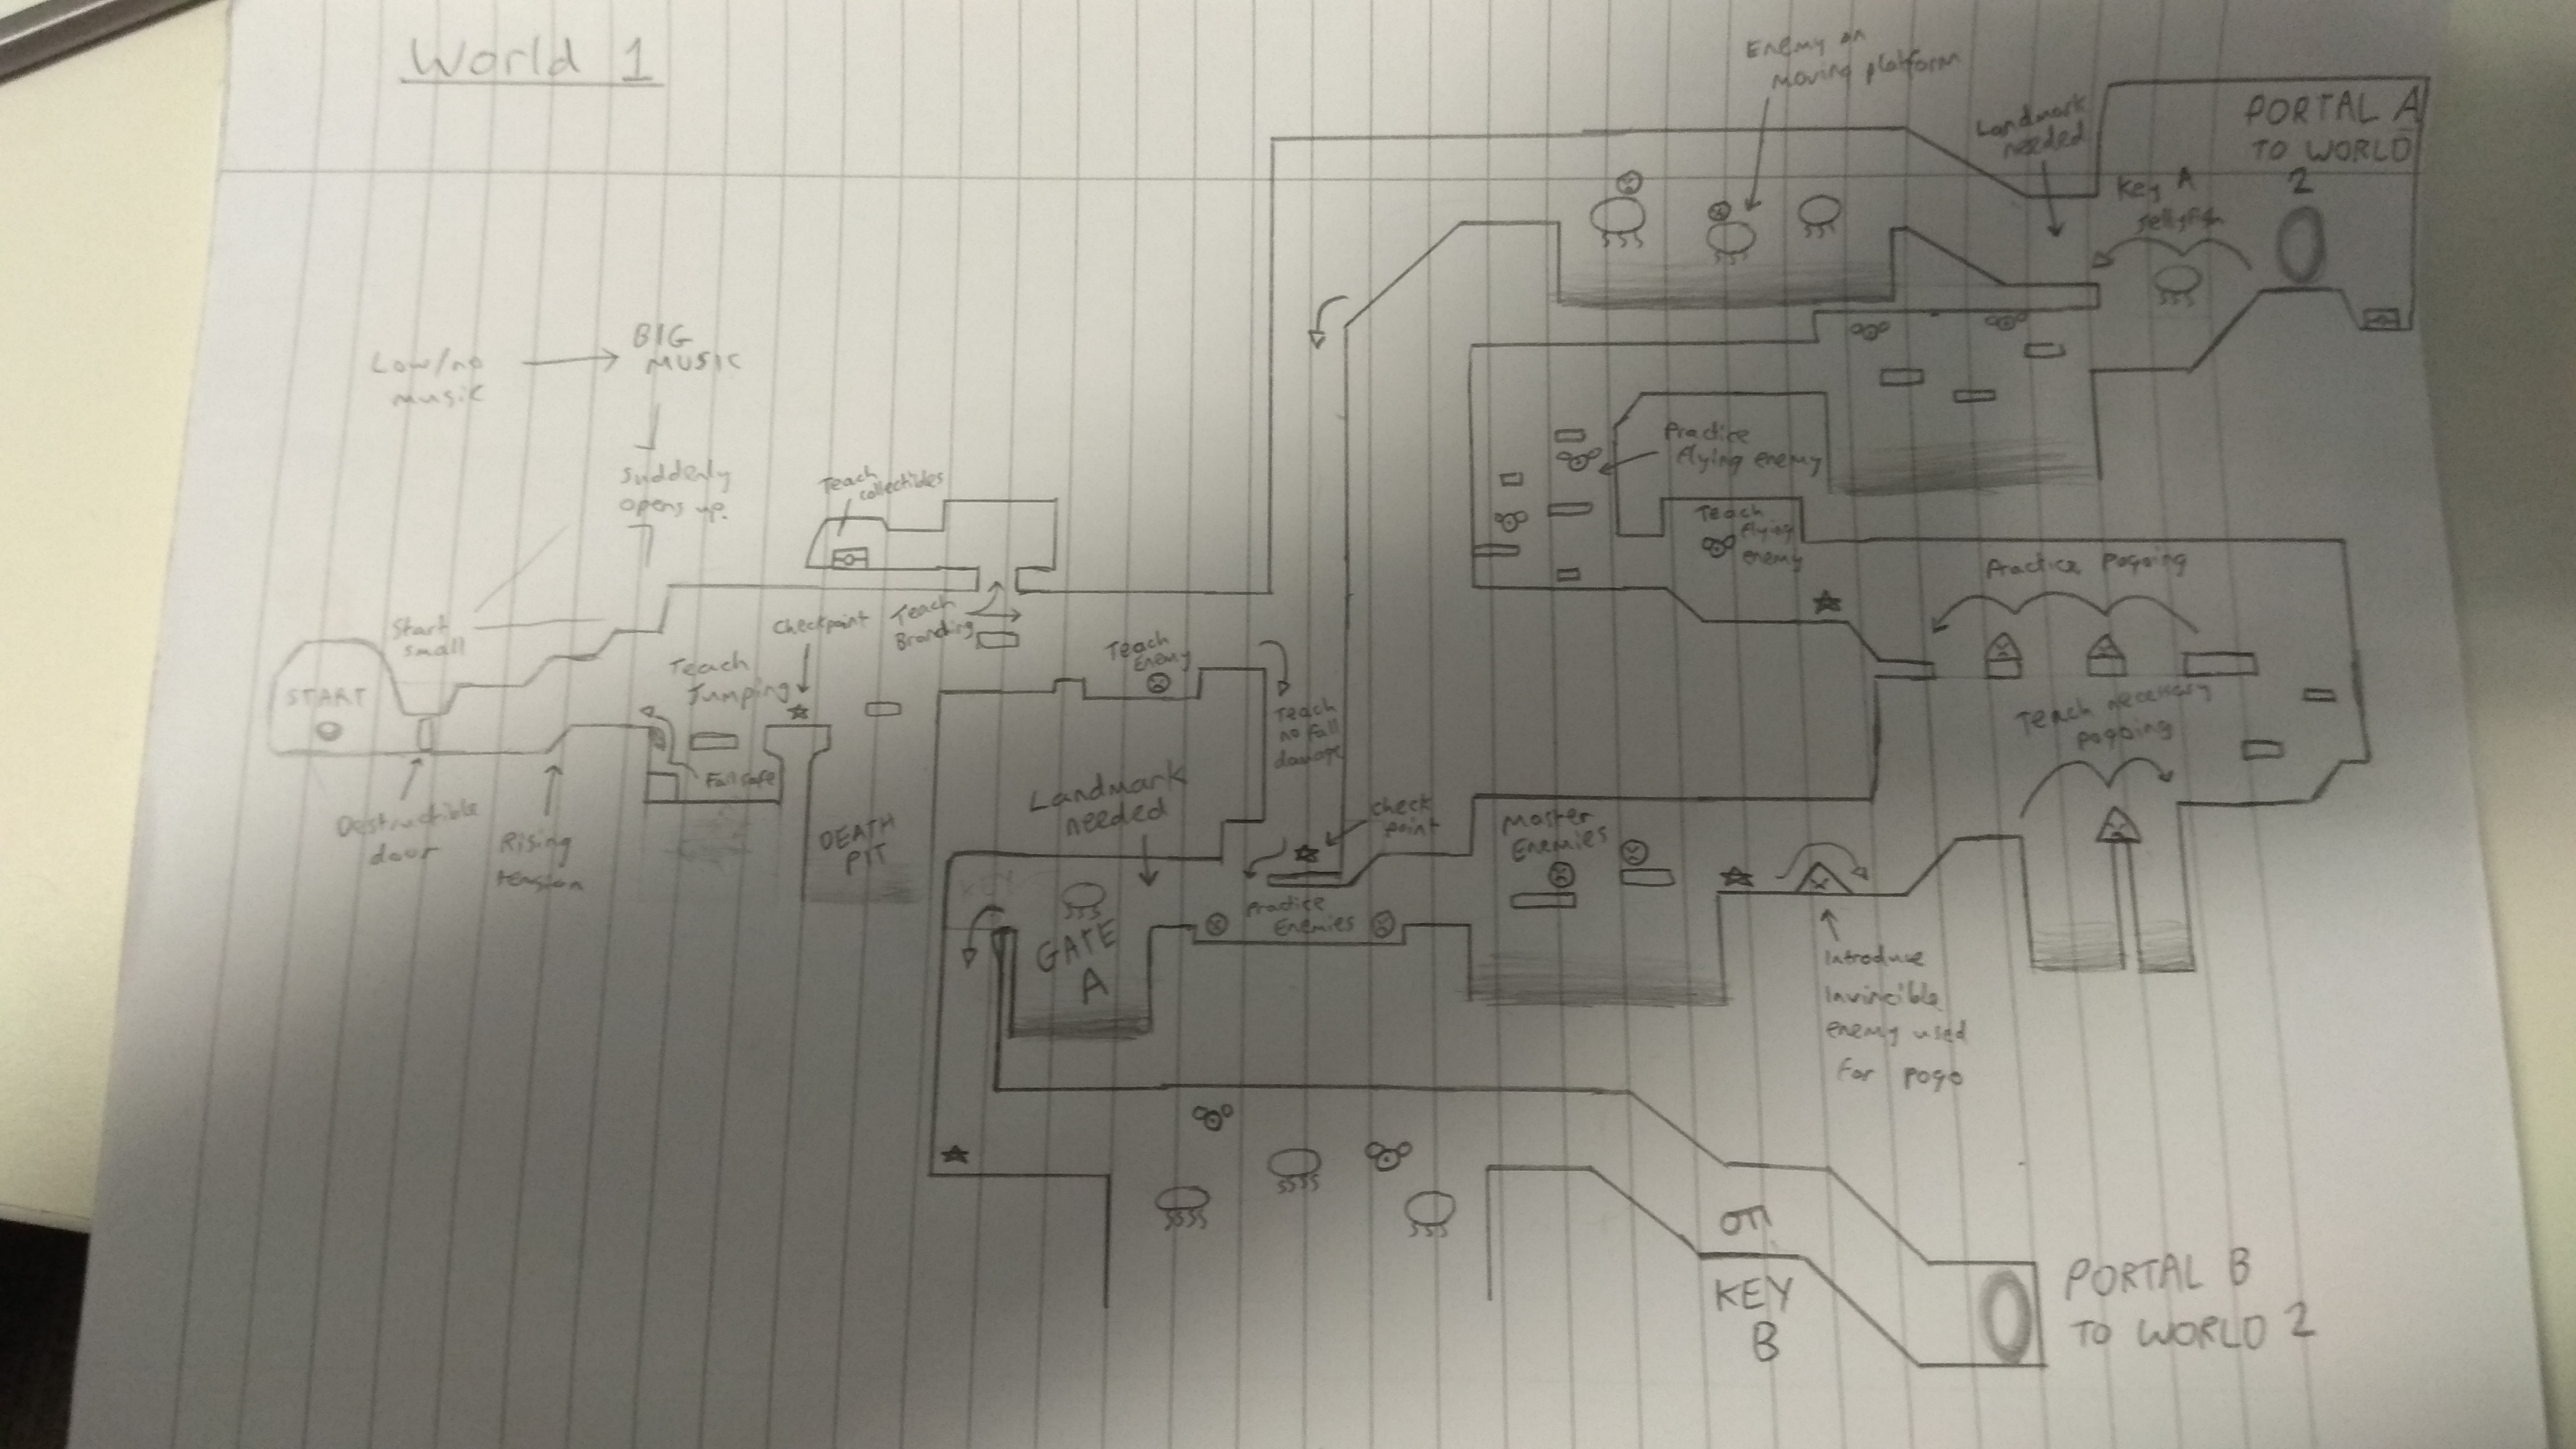 World 1
Enemy on
moving platform
Landmark
needed
PORTAL A
TO WORLD
2
Key A
Jellyfish
Low/no
music
BIG
MUSIC
Suddenly
opens up.
Start
small
Teach
collectibles
Checkpoint
Teach
Branding
Teach
Enemy
Teach
Jumping
START
Failsafe
Destructible
door
Rising
tension
DEATH
PIT
Teach
no fall
damage
Landmark
needed
Check
point
Practice
flying enemy
Teach
flying
enemy
Practice Pogoing
Teach necessary
pogoing
Master
Enemies
Practice
Enemies
GATE
A
Introduce
Invincible
enemy used
for pogo
KEY
B
PORTAL B
TO WORLD 2